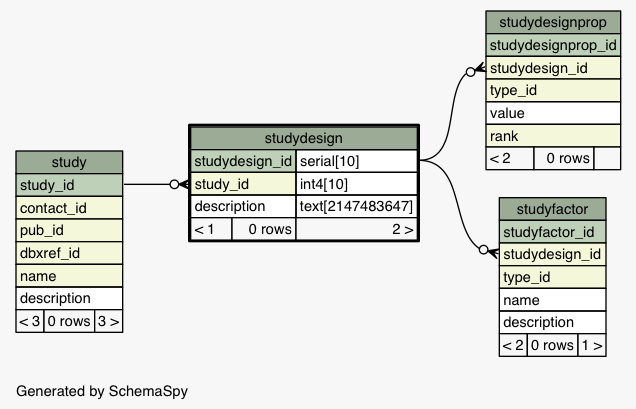 study
study_id
contact_id
pub_id
dbxref_id
name
description
< 3 0 rows 3 >
studydesign
studydesign_id serial[10]
study_id int4[10]
description text[2147483647]
< 1 0 rows 2 >
studydesignprop
studydesignprop_id
studydesign_id
type_id
value
rank
< 2 0 rows
studyfactor
studyfactor_id
studydesign_id
type_id
name
description
< 2 0 rows 1 >
Generated by SchemaSpy